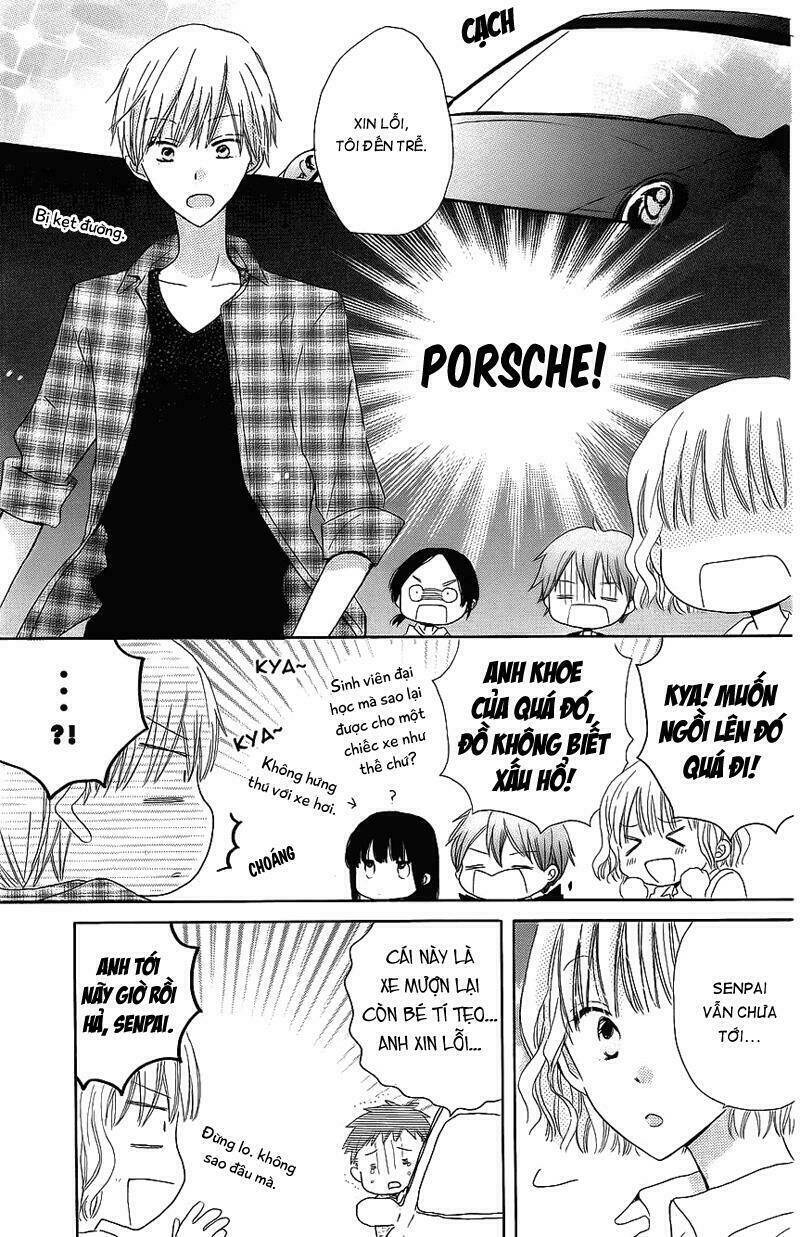 CẠCH
XIN LỖI,
TÔI ĐẾN TRỄ.
Bị kẹt đường.
PORSCHE!
KYA! MUỐN
NGỒI LÊN ĐÓ
QUÁ ĐI!
ANH KHOE
CỦA QUÁ ĐÓ,
ĐỒ KHÔNG BIẾT
XẤU HỔ!
Sinh viên đại
học mà sao lại
được cho một
chiếc xe như
thế chứ?
?
KYA~
KYA~
Không hứng
thú với xe hơi.
CHOÁNG
...
?!
SENPAI
VẪN CHƯA
TỚI...
CÁI NÀY LÀ
XE MƯỢN LẠI
CÒN BÉ TÍ TẸO...
ANH XIN LỖI...
ANH TỚI
NÃY GIỜ RỒI
HẢ, SENPAI.
Đừng lo. không
sao đâu mà.